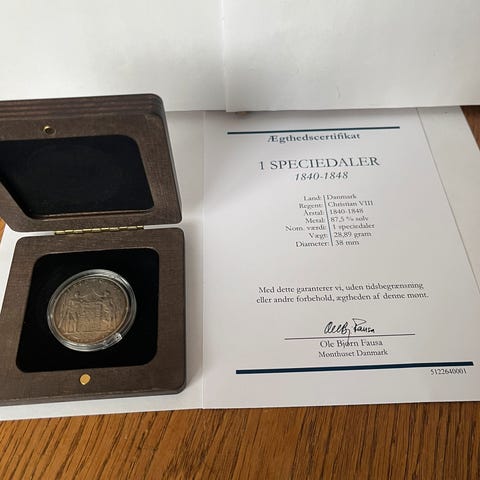 Ægthedscertifikat
1 SPECIEDALER
1840-1848
Land: Danmark
Regent: Christian VIII
Årstal: 1840-1848
Metal: 87,5 % sølv
Nom. værdi: 1 speciedaler
Vægt: 28,89 gram
Diameter: 38 mm
Med dette garanterer vi, uden tidsbegrænsning
eller andre forbehold, ægtheden af denne mønt.
Ole Bjørn Fausa
Mønthuset Danmark
5122640001